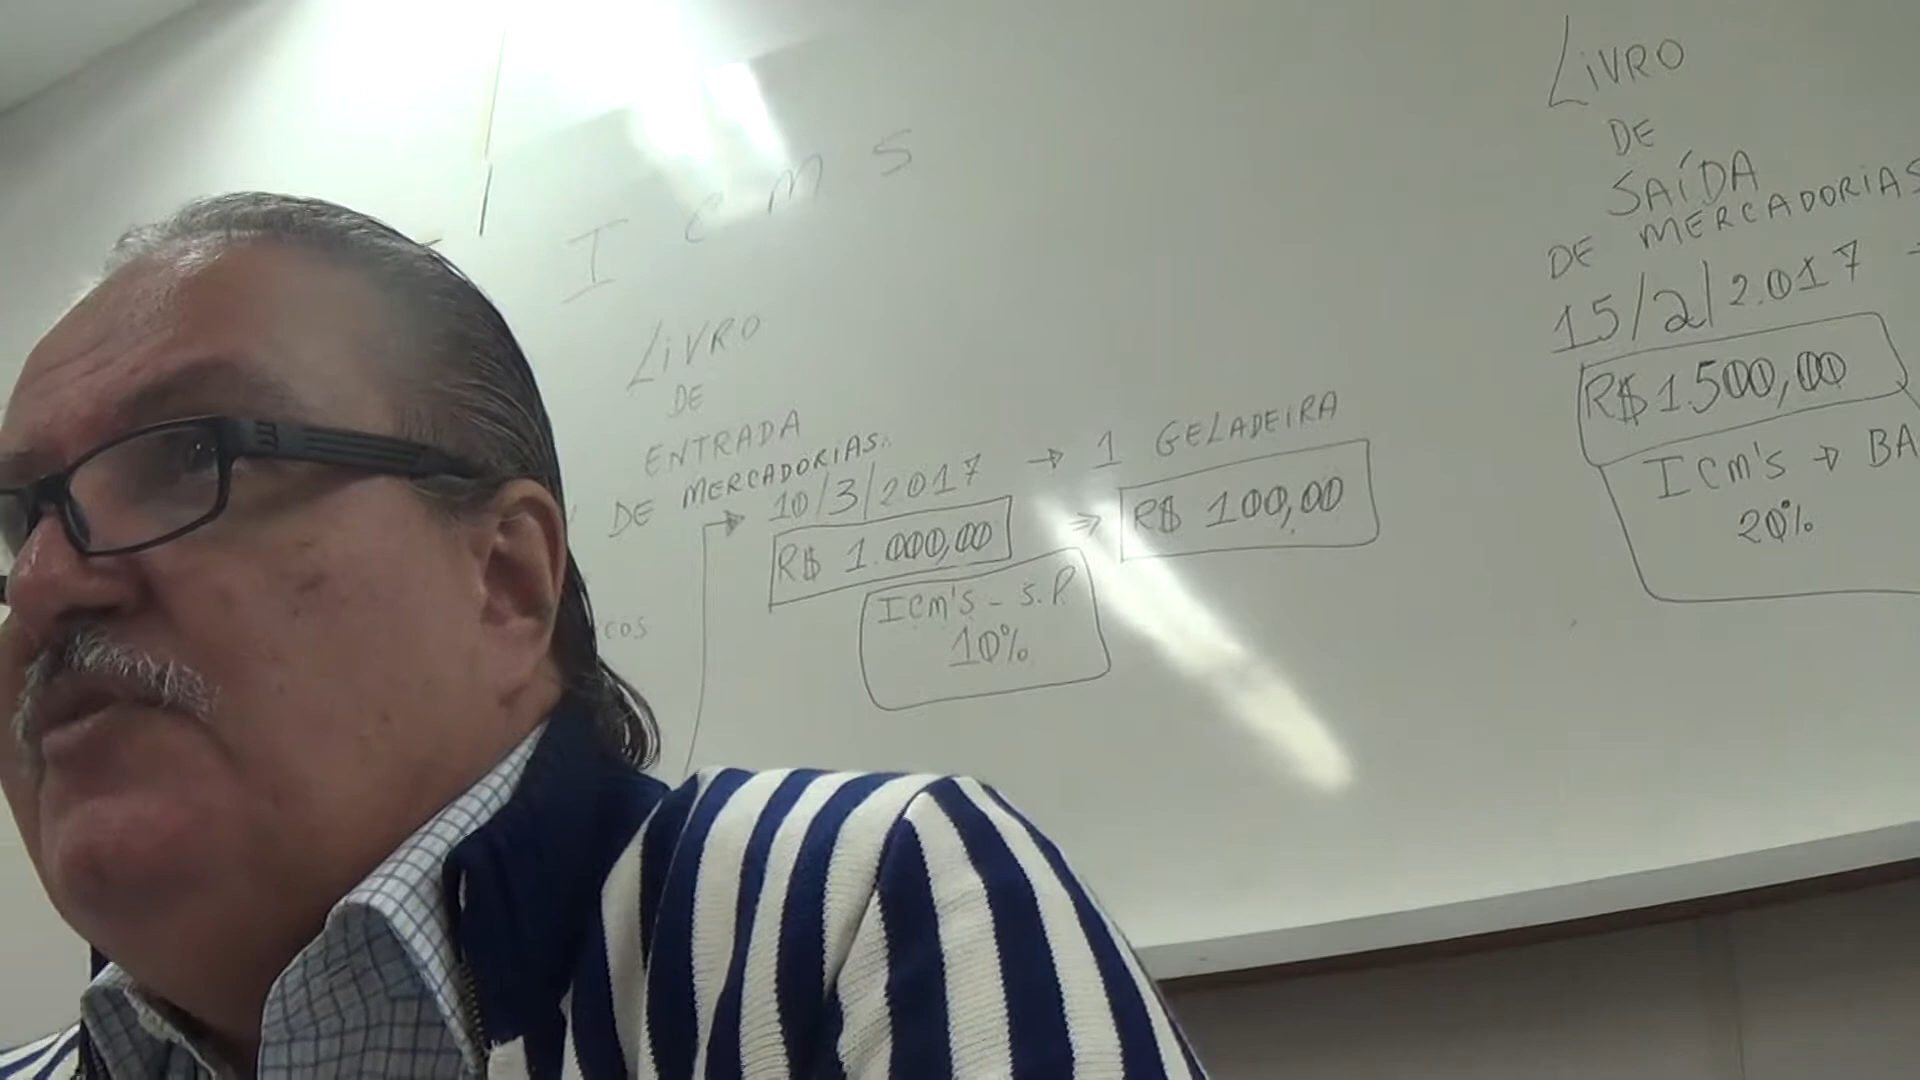 I C M S
LIVRO
DE
ENTRADA
DE MERCADORIAS..
10/3/2017 → 1 GELADEIRA
R$ 1.000,00 ⇒ R$ 100,00
ICM'S - S.P.
10%
LIVRO
DE
SAÍDA
DE MERCADORIAS
15/2/2.017
R$ 1.500,00
ICM'S → BA
20%